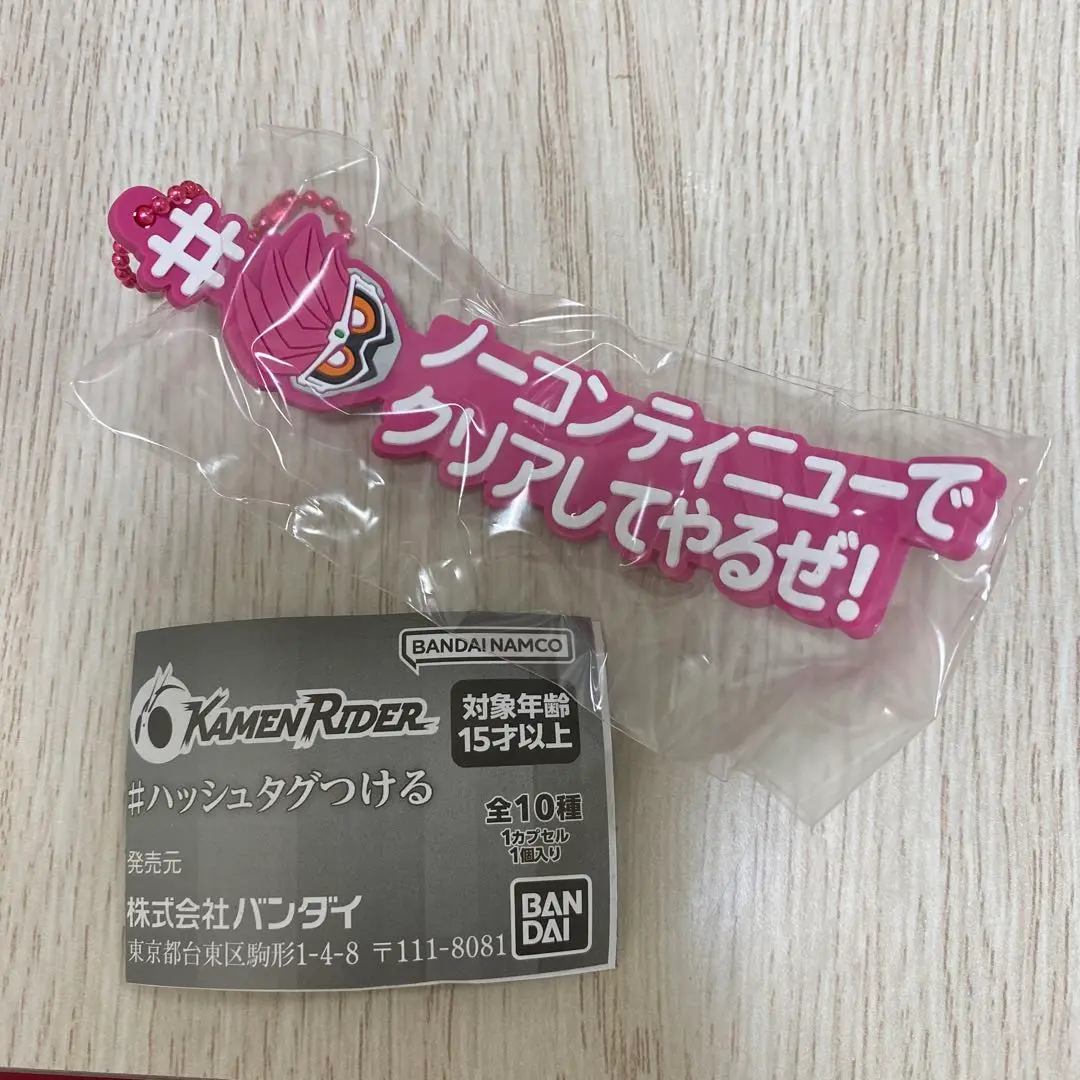 #
ノーコンティニューで
クリアしてやるぜ!
BANDAI NAMCO
KAMEN RIDER
対象年齢
15才以上
#ハッシュタグつける
全10種
1カプセル
1個入り
発売元
株式会社バンダイ
東京都台東区駒形1-4-8 〒111-8081
BAN
DAI